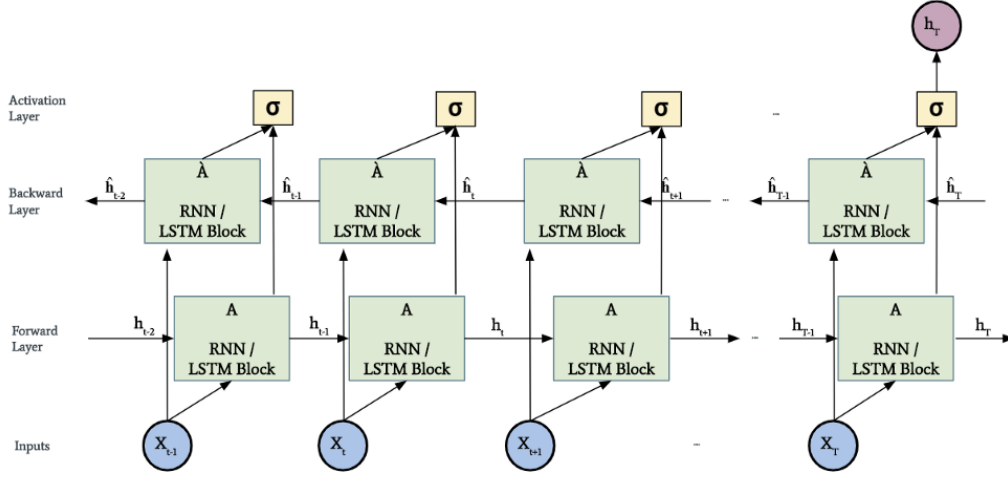 h_T
Activation
Layer
σ σ σ ... σ
Backward
Layer
ĥ_t-2 ĥ_t-1 ĥ_t ĥ_t+1 ... ĥ_T-1 ĥ_T
À À À À
RNN / RNN / RNN / RNN /
LSTM Block LSTM Block LSTM Block LSTM Block
Forward
Layer
h_t-2 h_t-1 h_t h_t+1 ... h_T-1 h_T
A A A A
RNN / RNN / RNN / RNN /
LSTM Block LSTM Block LSTM Block LSTM Block
Inputs
X_t-1 X_t X_t+1 ... X_T